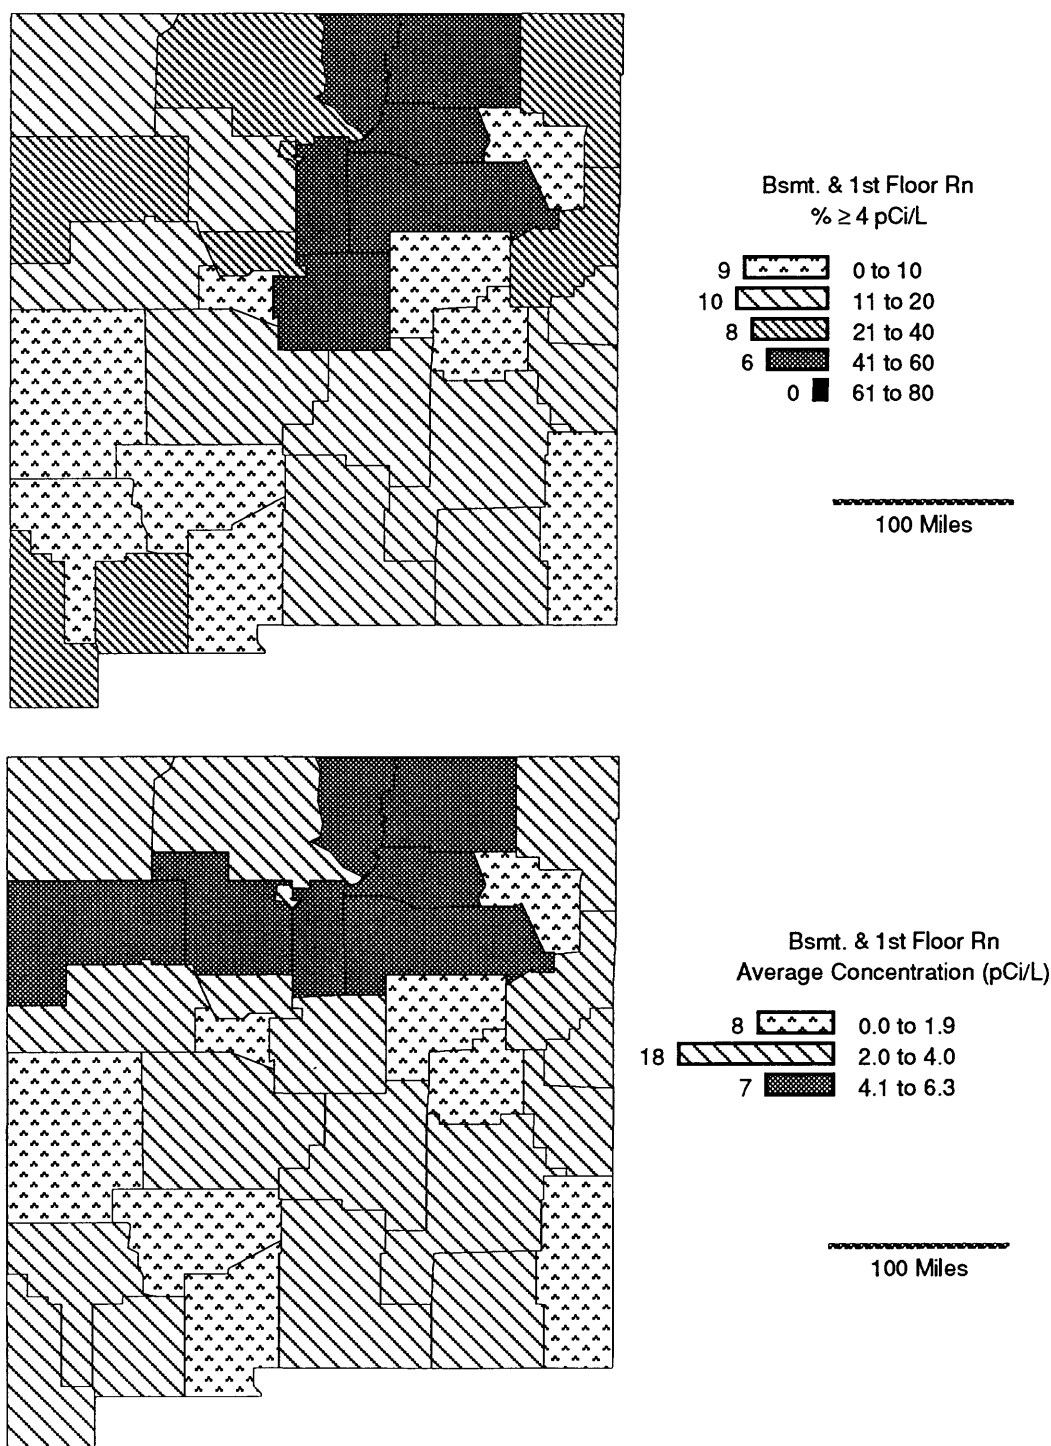 Bsmt. & 1st Floor Rn
% ≥ 4 pCi/L
9 0 to 10
10 11 to 20
8 21 to 40
6 41 to 60
0 61 to 80
100 Miles
Bsmt. & 1st Floor Rn
Average Concentration (pCi/L)
8 0.0 to 1.9
18 2.0 to 4.0
7 4.1 to 6.3
100 Miles